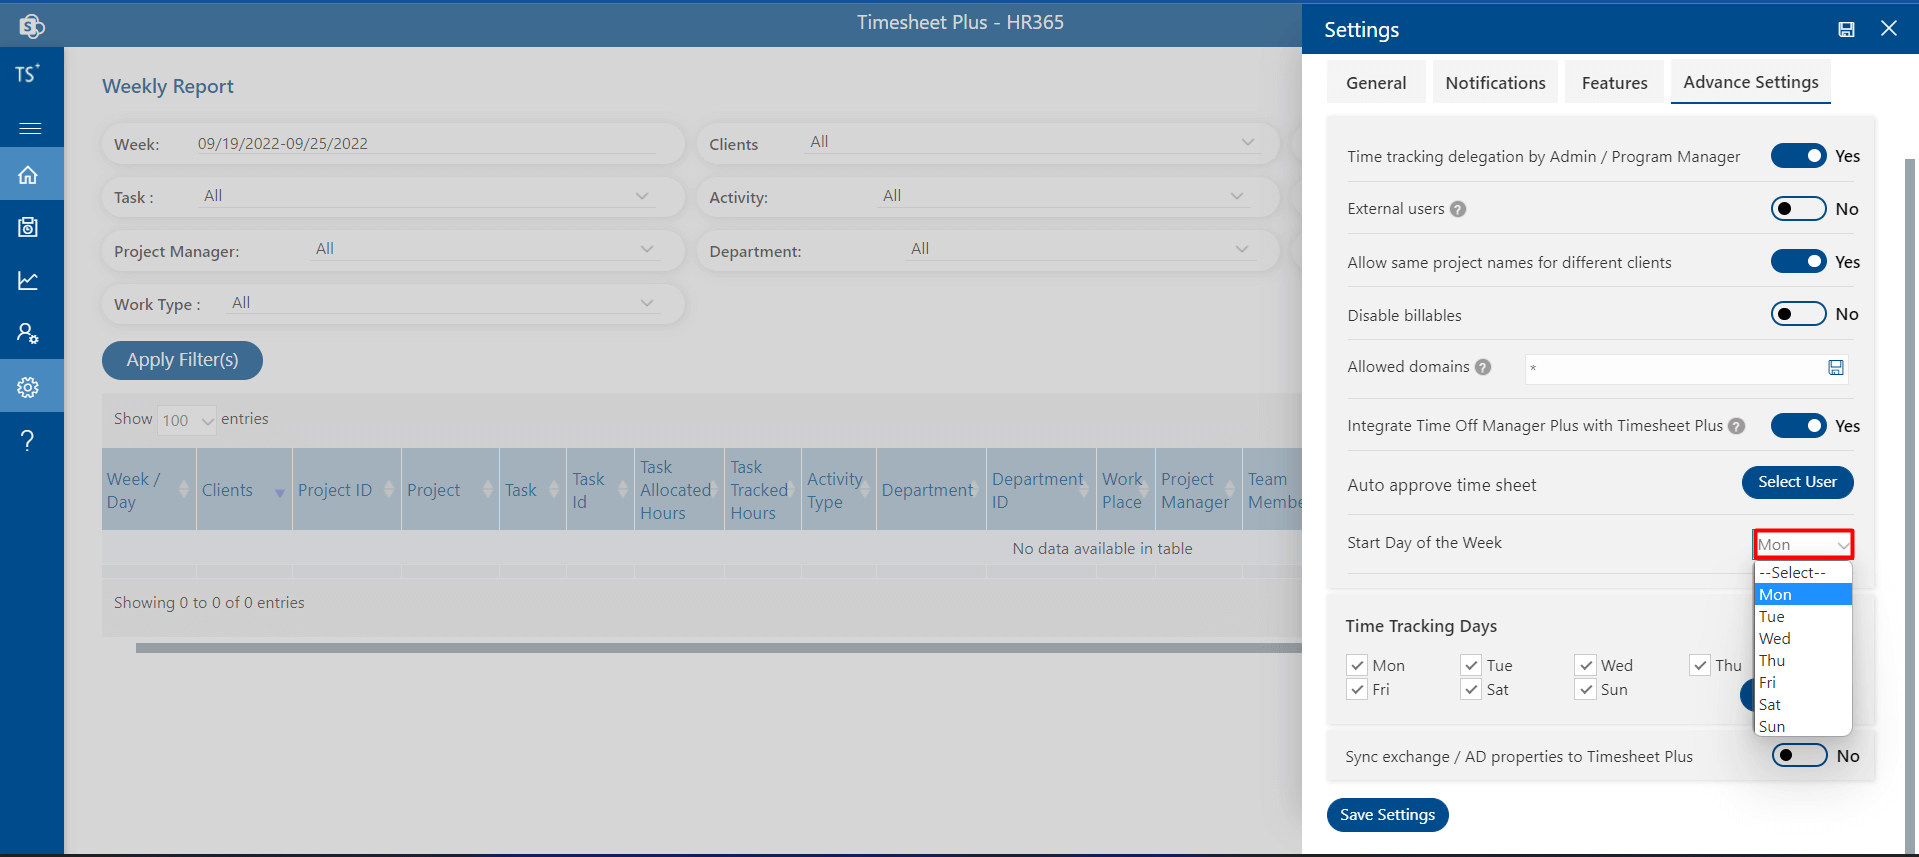 Timesheet Plus - HR365
S
TS+
Weekly Report
Week: 09/19/2022-09/25/2022
Clients All
Task : All
Activity: All
Project Manager: All
Department: All
Work Type : All
Apply Filter(s)
Show 100 entries
Week / Day
Clients
Project ID
Project
Task
Task Id
Task Allocated Hours
Task Tracked Hours
Activity Type
Department
Department ID
Work Place
Project Manager
Team
No data available in table
Showing 0 to 0 of 0 entries
Settings
General Notifications Features Advance Settings
Time tracking delegation by Admin / Program Manager Yes
External users ? No
Allow same project names for different clients Yes
Disable billables No
Allowed domains ? *
Integrate Time Off Manager Plus with Timesheet Plus ? Yes
Auto approve time sheet Select User
Start Day of the Week Mon
--Select--
Mon
Tue
Wed
Thu
Fri
Sat
Sun
Time Tracking Days
Mon Tue Wed Thu
Fri Sat Sun
Sync exchange / AD properties to Timesheet Plus No
Save Settings